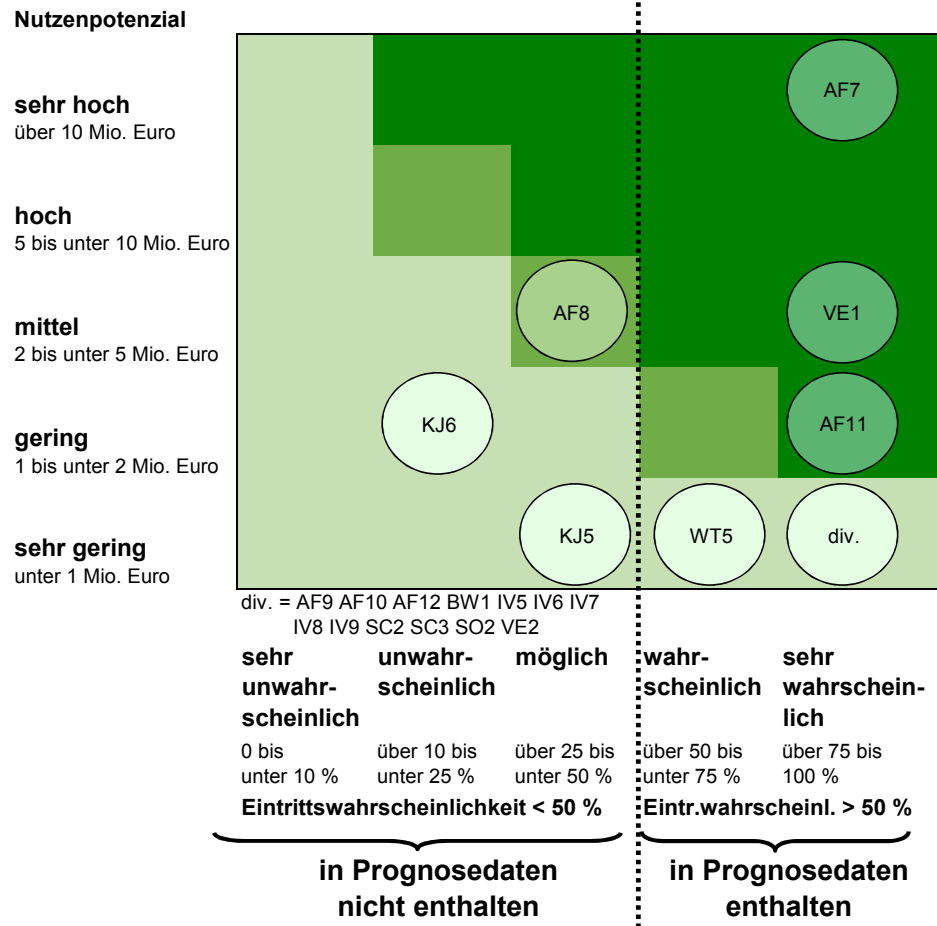 Nutzenpotenzial
sehr hoch
über 10 Mio. Euro
AF7
hoch
5 bis unter 10 Mio. Euro
mittel
2 bis unter 5 Mio. Euro
AF8
VE1
gering
1 bis unter 2 Mio. Euro
KJ6
AF11
sehr gering
unter 1 Mio. Euro
KJ5
WT5
div.
div. = AF9 AF10 AF12 BW1 IV5 IV6 IV7
IV8 IV9 SC2 SC3 SO2 VE2
sehr
unwahr-
scheinlich
0 bis
unter 10 %
unwahr-
scheinlich
über 10 bis
unter 25 %
möglich
über 25 bis
unter 50 %
wahr-
scheinlich
über 50 bis
unter 75 %
sehr
wahrschein-
lich
über 75 bis
100 %
Eintrittswahrscheinlichkeit < 50 %
Eintr.wahrscheinl. > 50 %
in Prognosedaten
nicht enthalten
in Prognosedaten
enthalten